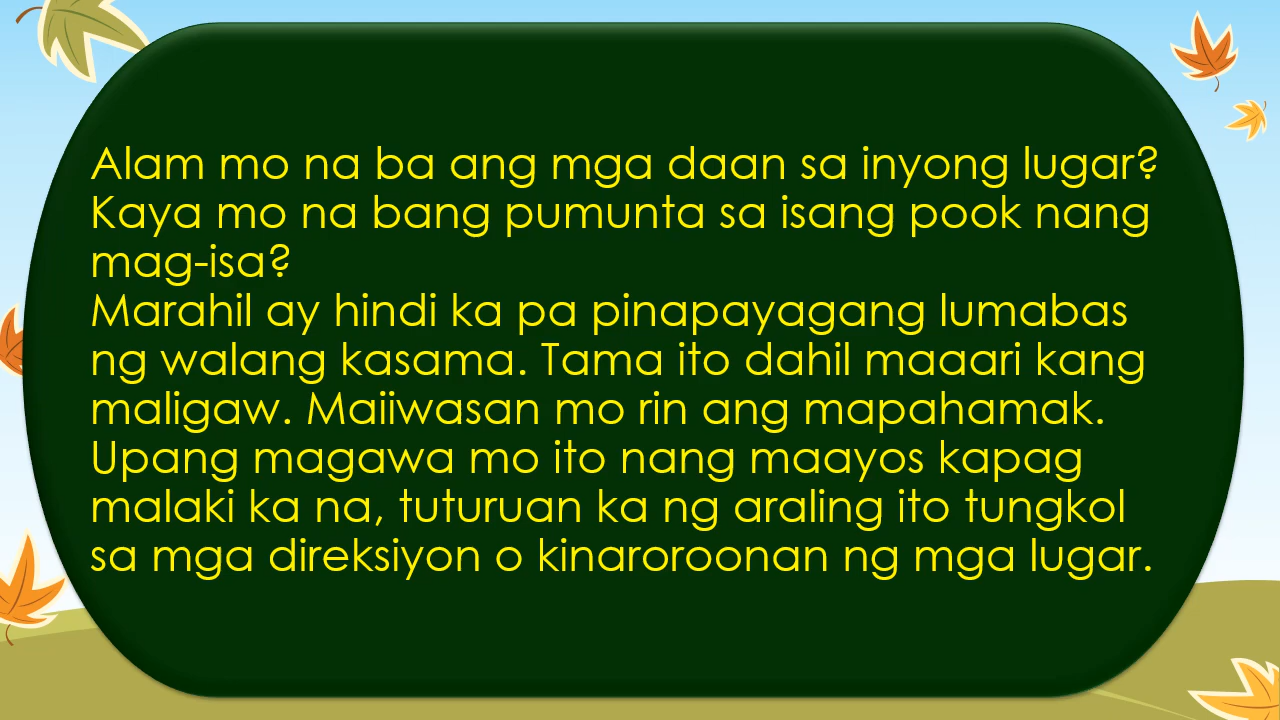 Alam mo na ba ang mga daan sa inyong lugar?
Kaya mo na bang pumunta sa isang pook nang
mag-isa?
Marahil ay hindi ka pa pinapayagang lumabas
ng walang kasama. Tama ito dahil maaari kang
maligaw. Maiiwasan mo rin ang mapahamak.
Upang magawa mo ito nang maayos kapag
malaki ka na, tuturuan ka ng araling ito tungkol
sa mga direksiyon o kinaroroonan ng mga lugar.